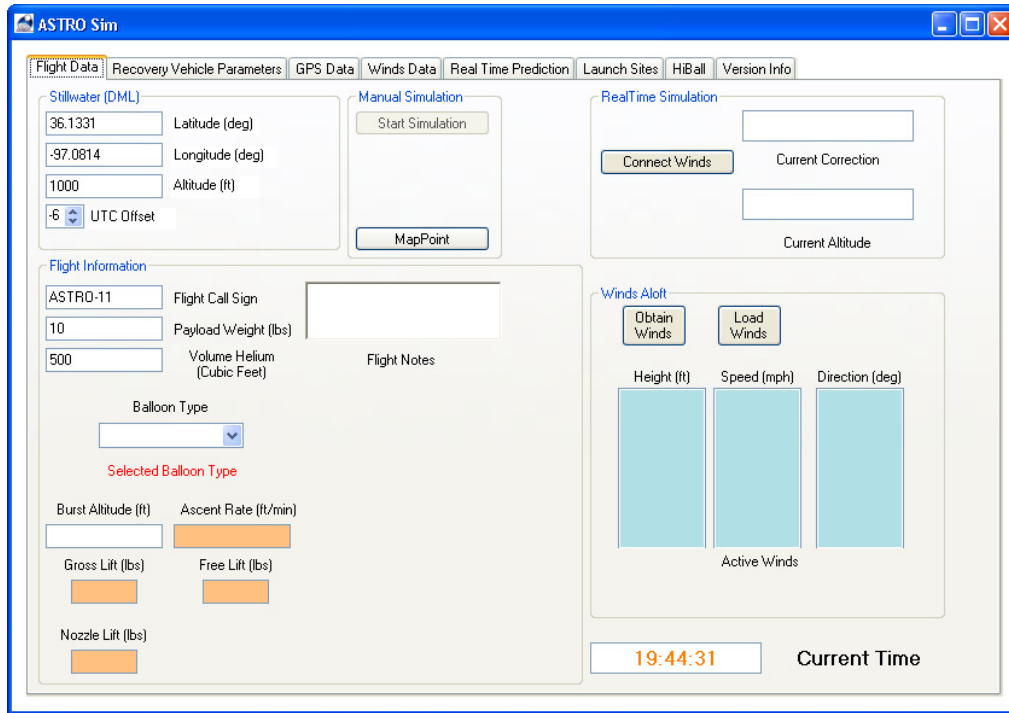 ASTRO Sim
Flight Data Recovery Vehicle Parameters GPS Data Winds Data Real Time Prediction Launch Sites HiBall Version Info
Stillwater (DML)
36.1331 Latitude (deg)
-97.0814 Longitude (deg)
1000 Altitude (ft)
-6 UTC Offset
Manual Simulation
Start Simulation
MapPoint
RealTime Simulation
Connect Winds
Current Correction
Current Altitude
Flight Information
ASTRO-11 Flight Call Sign
10 Payload Weight (lbs)
500 Volume Helium
(Cubic Feet)
Flight Notes
Balloon Type
Selected Balloon Type
Burst Altitude (ft) Ascent Rate (ft/min)
Gross Lift (lbs) Free Lift (lbs)
Nozzle Lift (lbs)
Winds Aloft
Obtain
Winds
Load
Winds
Height (ft) Speed (mph) Direction (deg)
Active Winds
19:44:31 Current Time